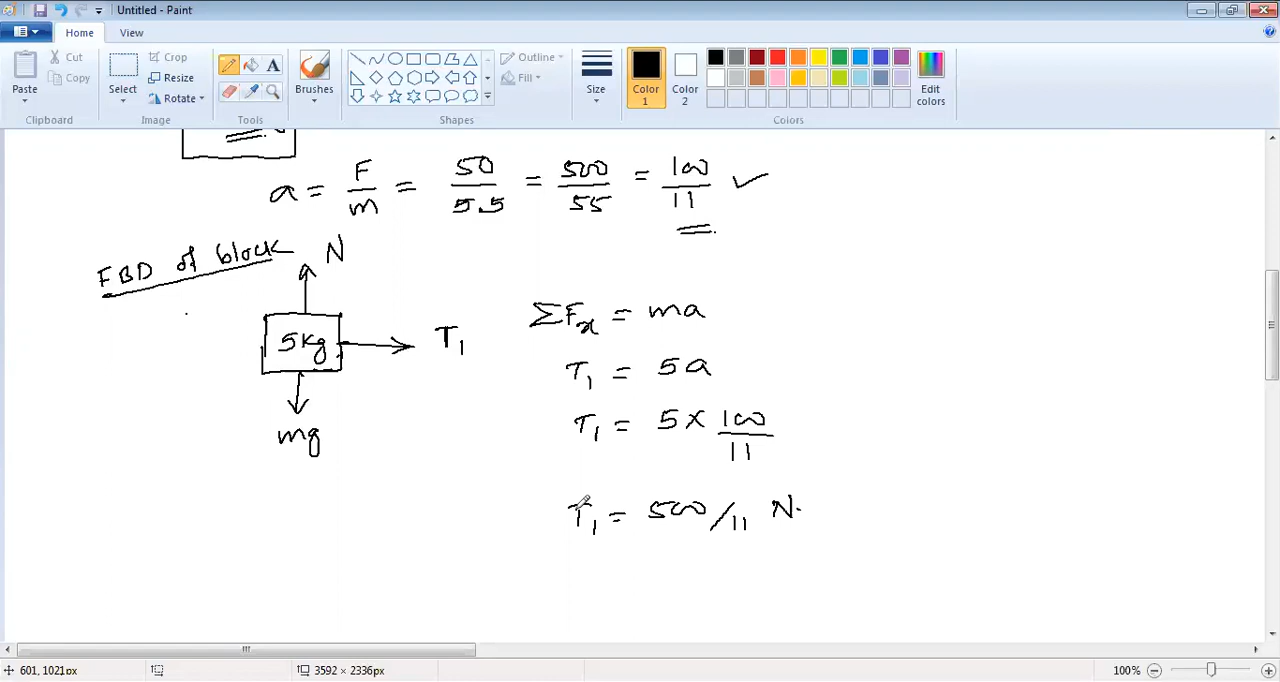 Untitled - Paint
Home
View
Paste
Cut
Copy
Clipboard
Select
Crop
Resize
Rotate
Image
A
Tools
Brushes
Shapes
Outline
Fill
Size
Color 1
Color 2
Edit colors
Colors
a = F/m = 50/5.5 = 500/55 = 100/11 ✓
FBD of block
N
5Kg
T₁
mg
ΣFx = ma
T₁ = 5a
T₁ = 5 × 100/11
T₁ = 500/11 N.
601, 1021px
3592 × 2336px
100%